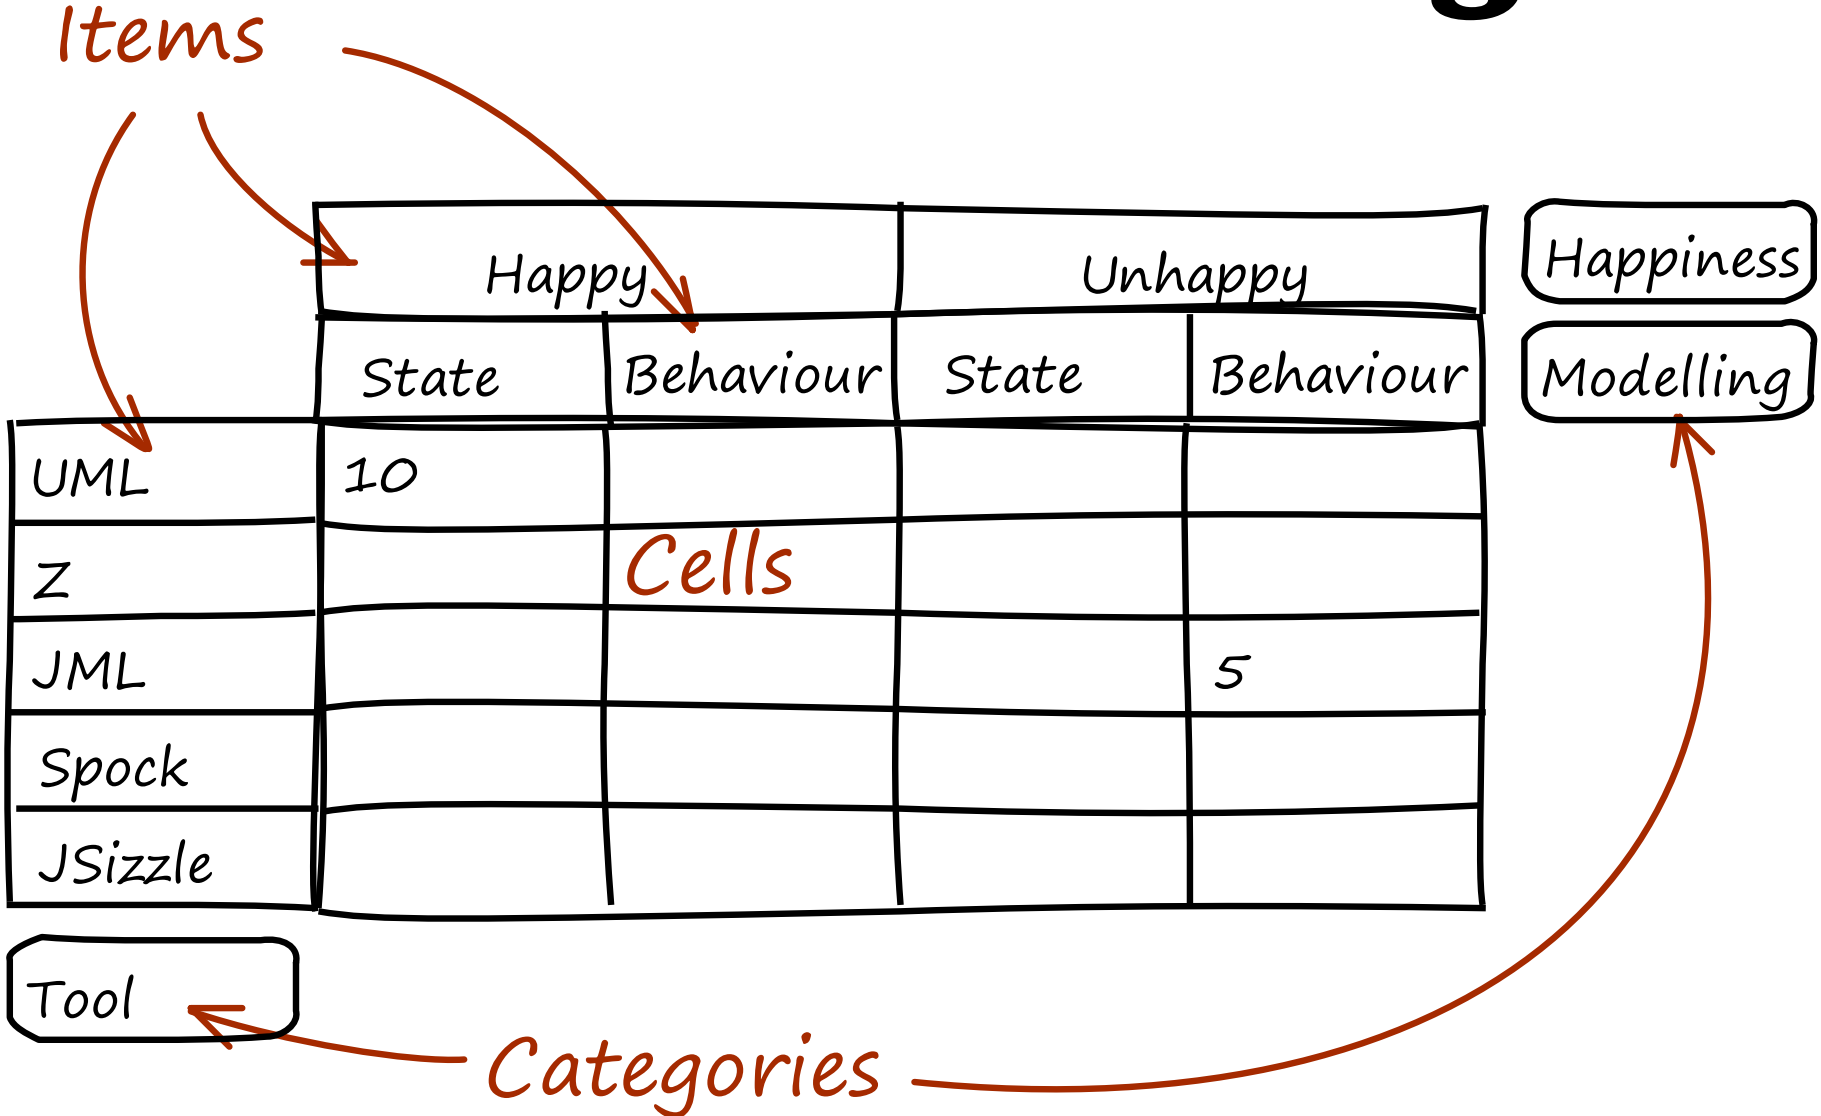 Items
Happy Unhappy Happiness
State Behaviour State Behaviour Modelling
UML 10
Z Cells
JML 5
Spock
JSizzle
Tool
Categories